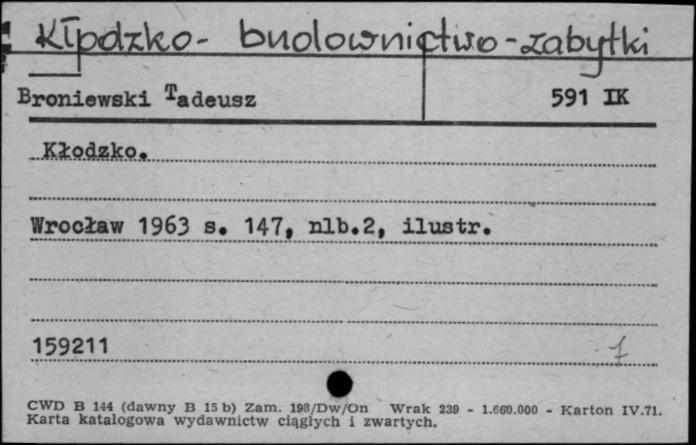 Kłodzko - budownictwo - zabytki
Broniewski Tadeusz 591 IK
Kłodzko.
Wrocław 1963 s. 147, nlb.2, ilustr.
159211 7
CWD B 144 (dawny B 15 b) Zam. 198/Dw/On Wrak 239 - 1.660.000 - Karton IV.71.
Karta katalogowa wydawnictw ciągłych i zwartych.